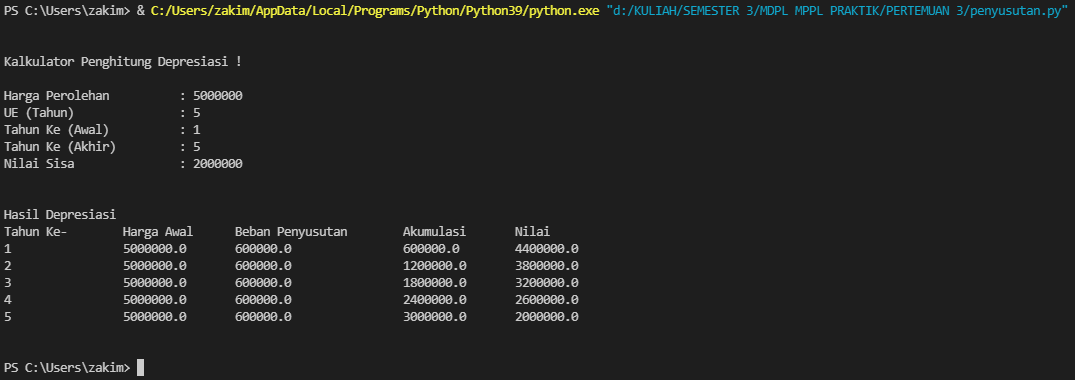 PS C:\Users\zakim> & C:/Users/zakim/AppData/Local/Programs/Python/Python39/python.exe "d:/KULIAH/SEMESTER 3/MDPL MPPL PRAKTIK/PERTEMUAN 3/penyusutan.py"
Kalkulator Penghitung Depresiasi !
Harga Perolehan : 5000000
UE (Tahun) : 5
Tahun Ke (Awal) : 1
Tahun Ke (Akhir) : 5
Nilai Sisa : 2000000
Hasil Depresiasi
Tahun Ke- Harga Awal Beban Penyusutan Akumulasi Nilai
1 5000000.0 600000.0 600000.0 4400000.0
2 5000000.0 600000.0 1200000.0 3800000.0
3 5000000.0 600000.0 1800000.0 3200000.0
4 5000000.0 600000.0 2400000.0 2600000.0
5 5000000.0 600000.0 3000000.0 2000000.0
PS C:\Users\zakim>